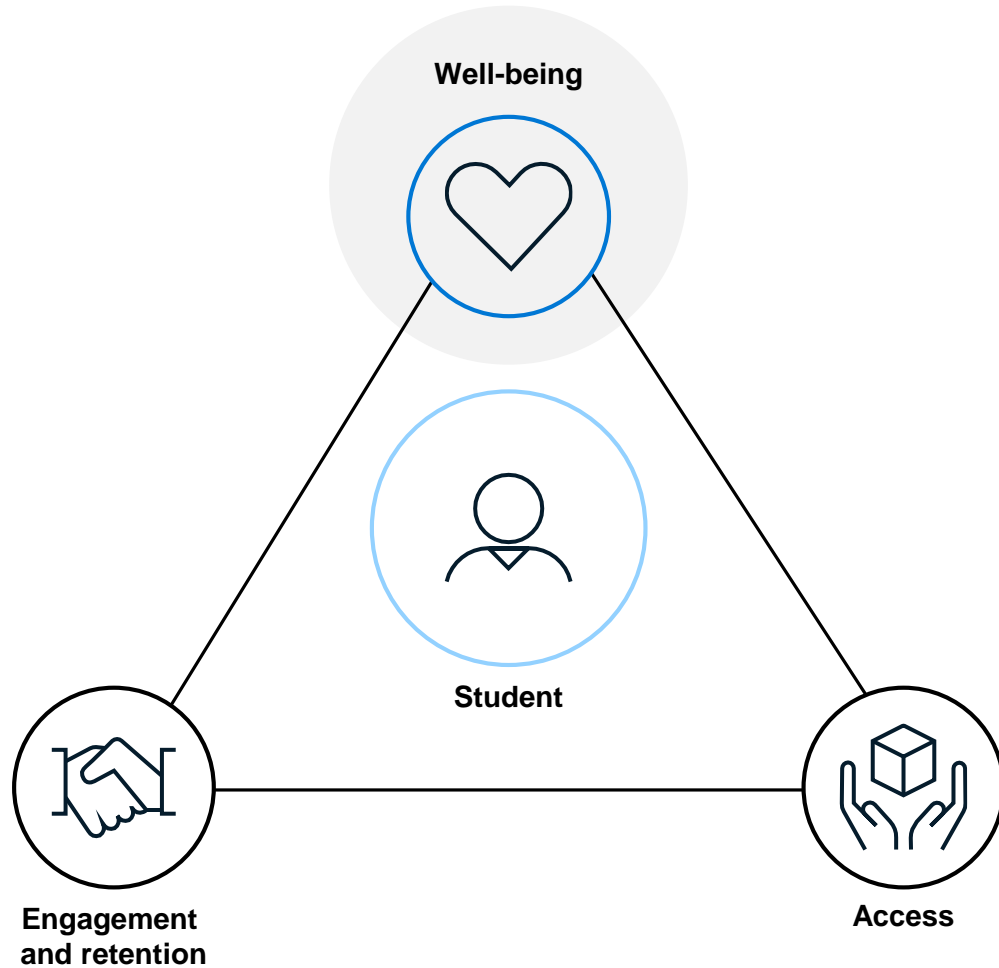 Well-being
Student
Engagement
and retention
Access